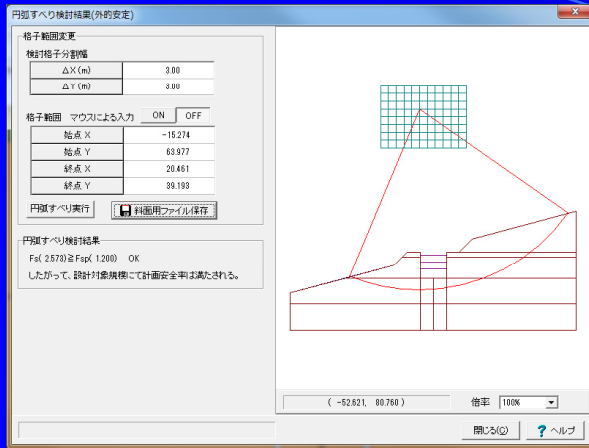 円弧すべり検討結果(外的安定)
格子範囲変更
検討格子分割幅
ΔX(m) 3.00
ΔY(m) 3.00
格子範囲 マウスによる入力 ON OFF
始点 X -15.274
始点 Y 63.977
終点 X 20.461
終点 Y 39.193
円弧すべり実行 斜面用ファイル保存
円弧すべり検討結果
Fs( 2.573)≧Fsp( 1.200) OK
したがって、設計対象規模にて計画安全率は満たされる。
( -52.621, 80.760 ) 倍率 100%
閉じる(C) ? ヘルプ